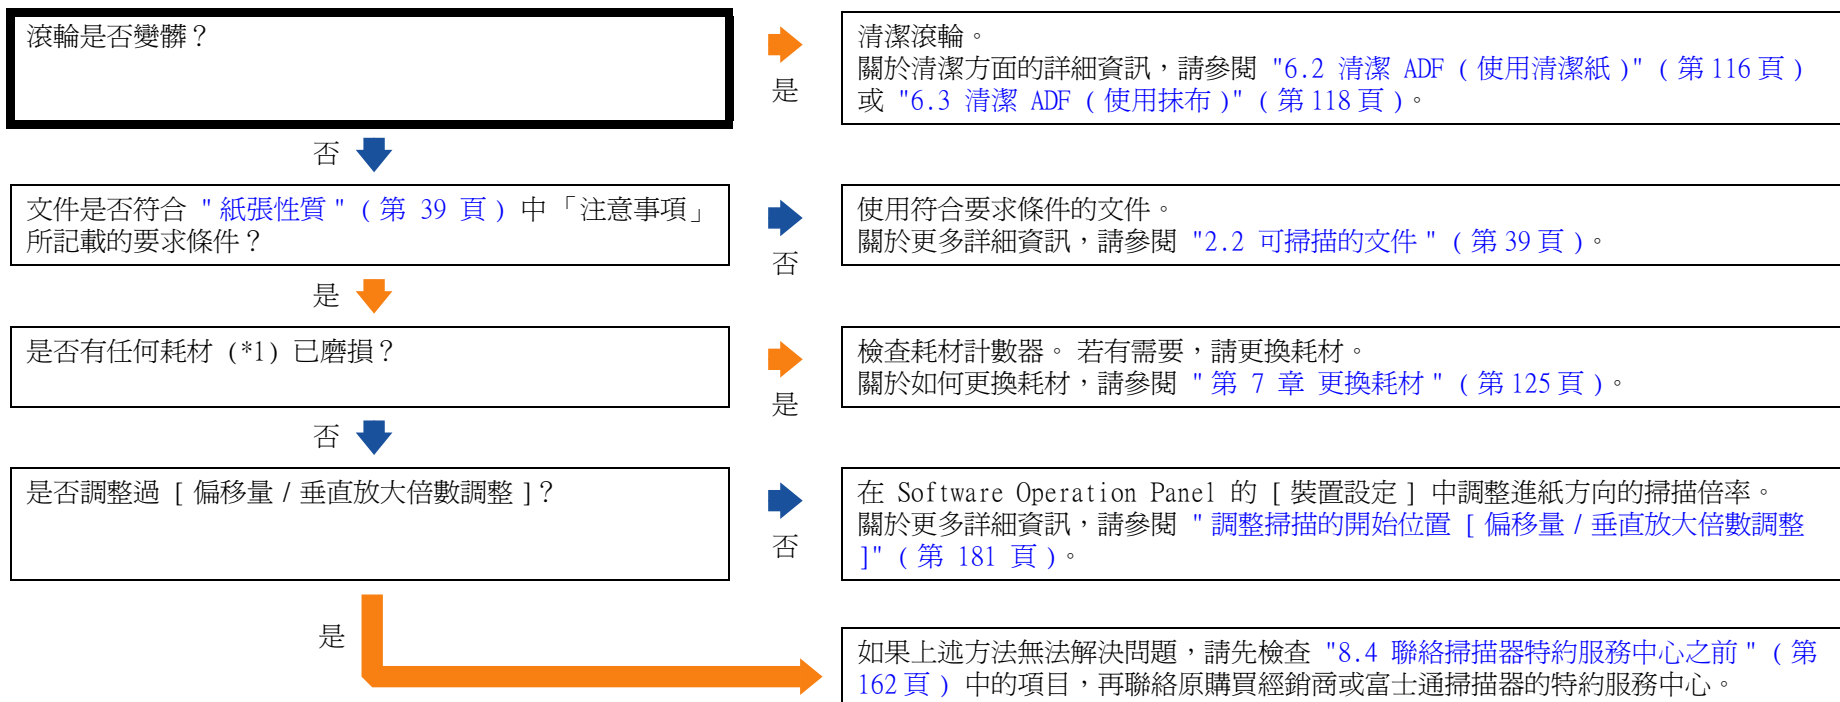 滾輪是否變髒？
是
清潔滾輪。
關於清潔方面的詳細資訊，請參閱 "6.2 清潔 ADF ( 使用清潔紙 )" ( 第 116 頁 )
或 "6.3 清潔 ADF ( 使用抹布 )" ( 第 118 頁 )。
否
文件是否符合 " 紙張性質 " ( 第 39 頁 ) 中「注意事項」
所記載的要求條件？
否
使用符合要求條件的文件。
關於更多詳細資訊，請參閱 "2.2 可掃描的文件 " ( 第 39 頁 )。
是
是否有任何耗材 (*1) 已磨損？
是
檢查耗材計數器。 若有需要，請更換耗材。
關於如何更換耗材，請參閱 " 第 7 章 更換耗材 " ( 第 125 頁 )。
否
是否調整過 [ 偏移量 / 垂直放大倍數調整 ]？
否
在 Software Operation Panel 的 [ 裝置設定 ] 中調整進紙方向的掃描倍率。
關於更多詳細資訊，請參閱 " 調整掃描的開始位置 [ 偏移量 / 垂直放大倍數調整
]" ( 第 181 頁 )。
是
如果上述方法無法解決問題，請先檢查 "8.4 聯絡掃描器特約服務中心之前 " ( 第
162 頁 ) 中的項目，再聯絡原購買經銷商或富士通掃描器的特約服務中心。